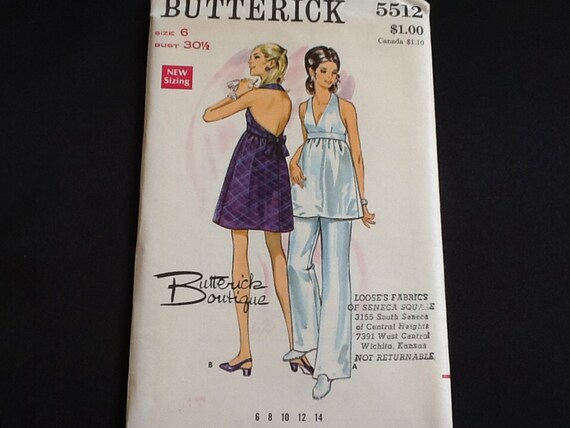 BUTTERICK
5512
SIZE 6
BUST 30½
$1.00
Canada $1.10
NEW
Sizing
Butterick
Boutique
LOOSE'S FABRICS
OF SENECA SQUARE
3155 South Seneca
of Central Heights
7391 West Central
Wichita, Kansas
NOT RETURNABLE
B
A
6 8 10 12 14